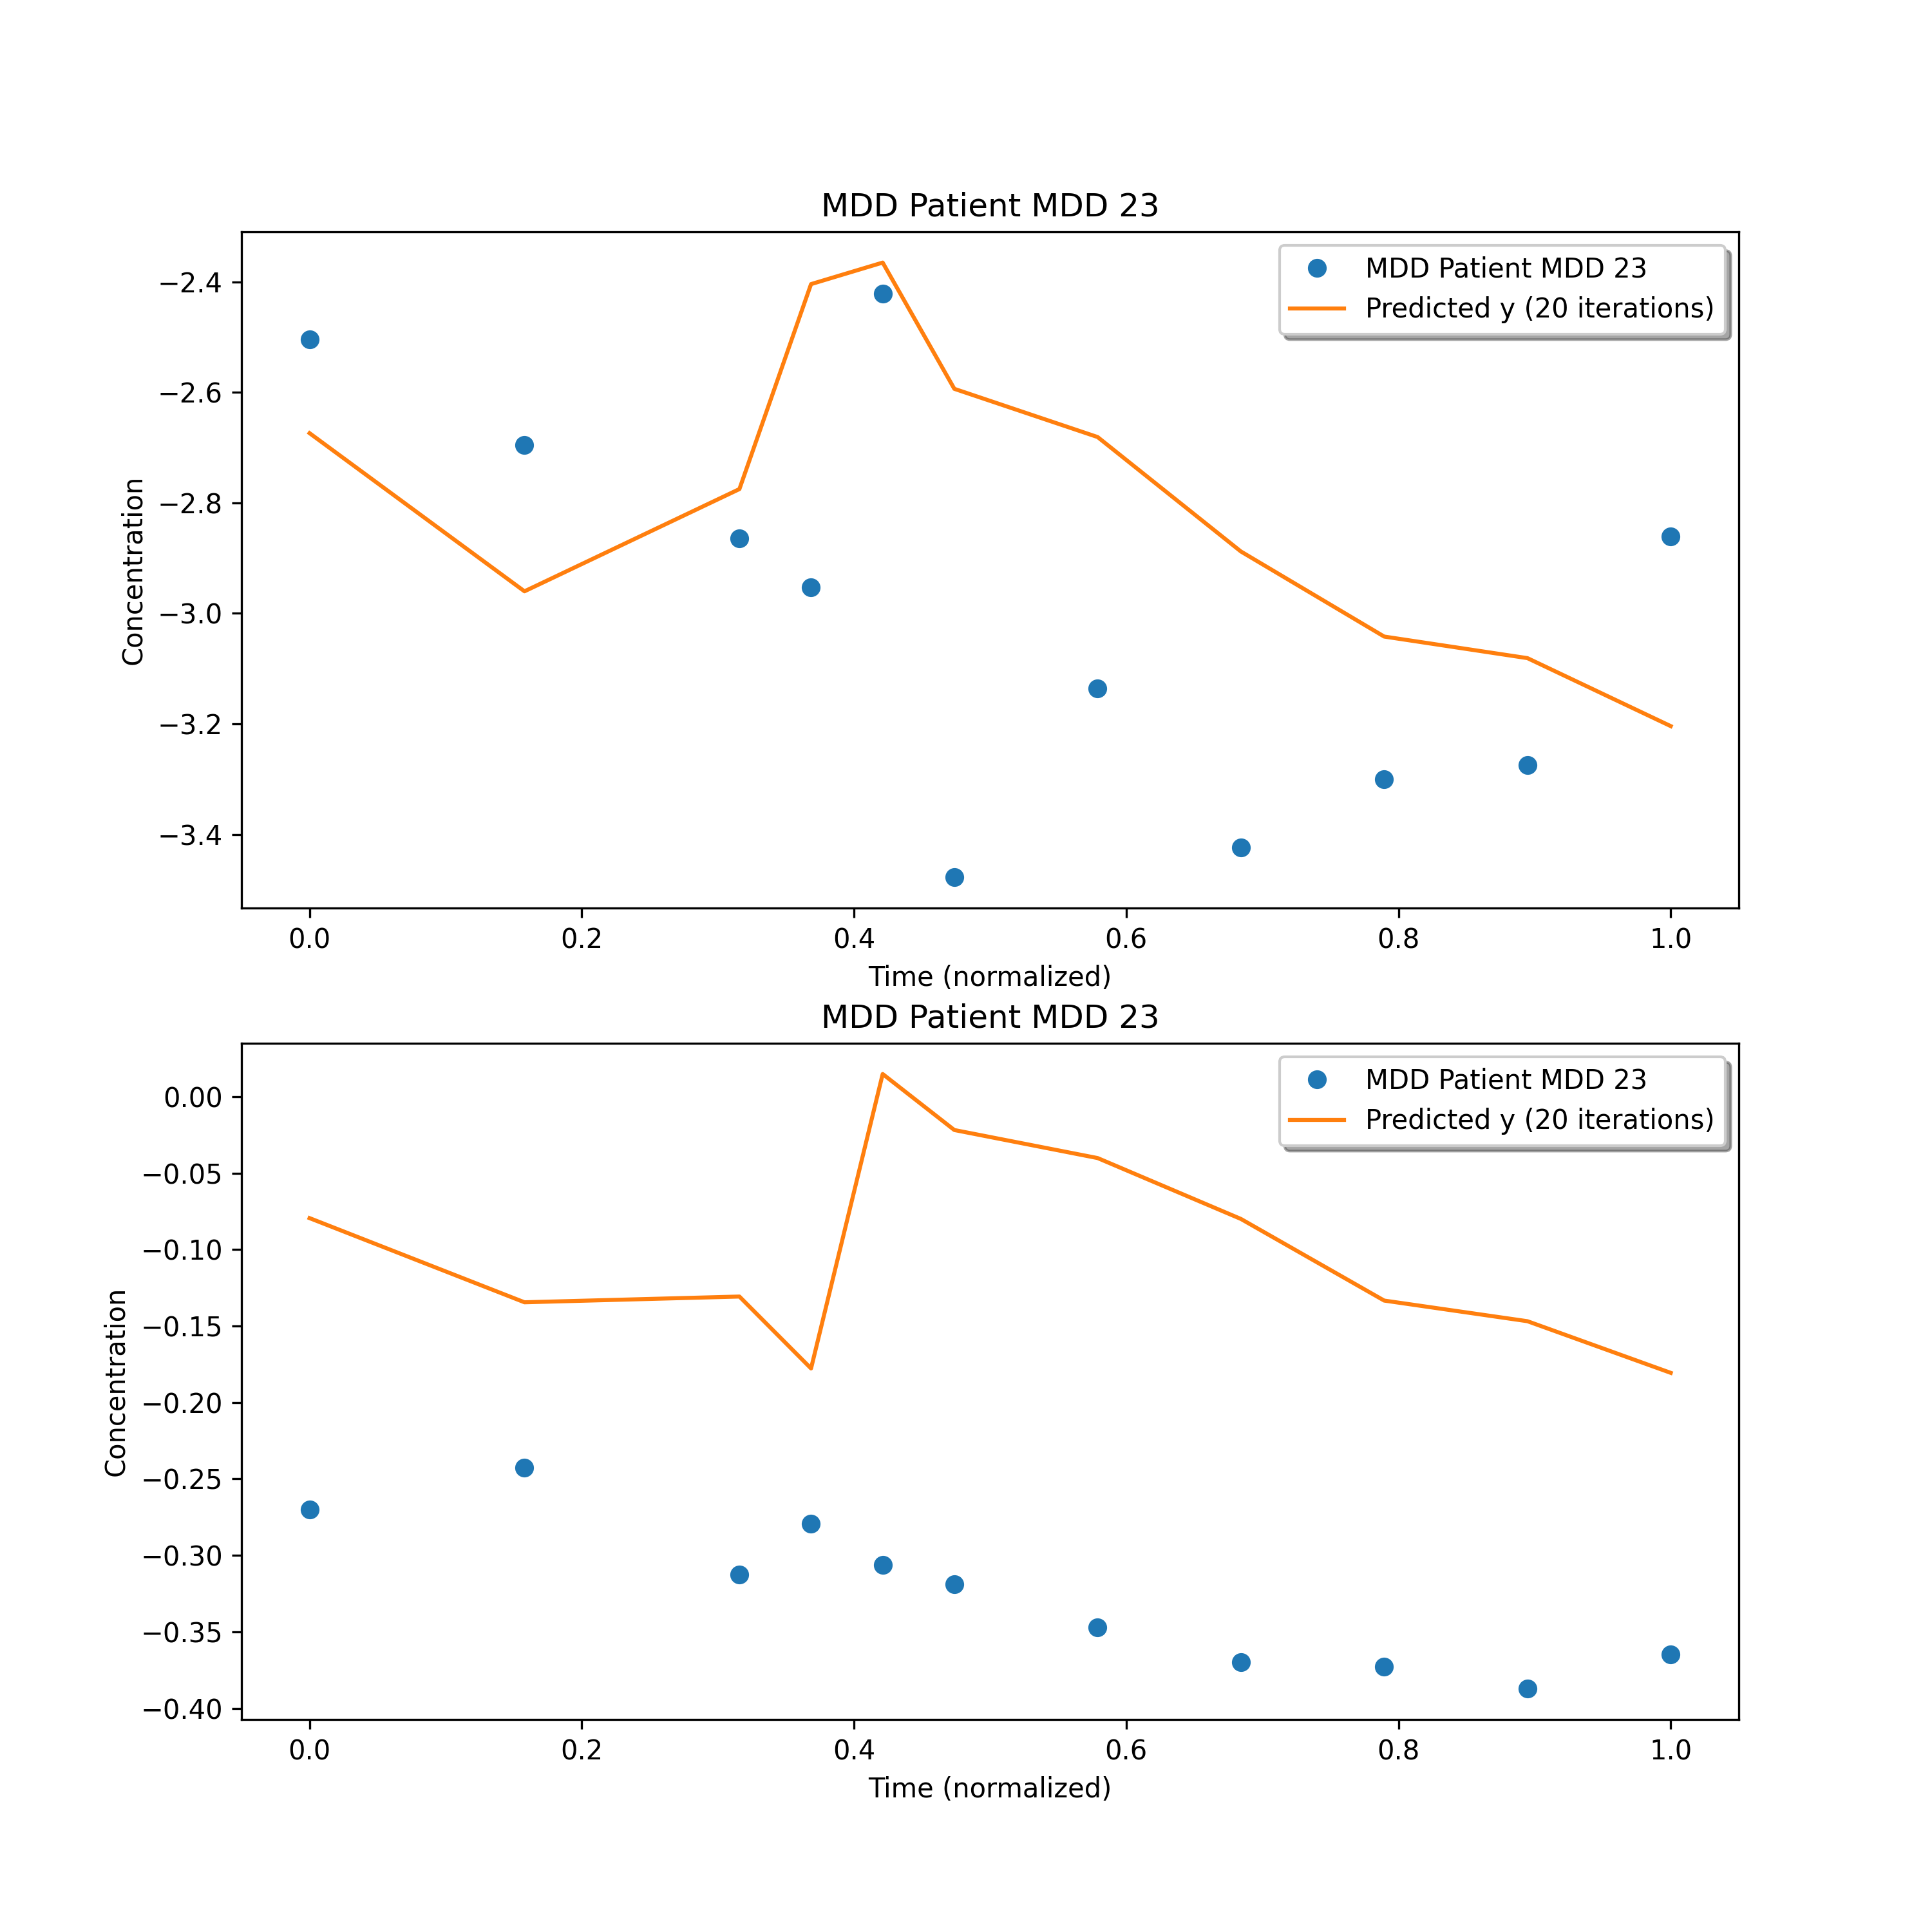 MDD Patient MDD 23
MDD Patient MDD 23
Predicted y (20 iterations)
−2.4
−2.6
−2.8
−3.0
−3.2
−3.4
Concentration
0.0 0.2 0.4 0.6 0.8 1.0
Time (normalized)
MDD Patient MDD 23
MDD Patient MDD 23
Predicted y (20 iterations)
0.00
−0.05
−0.10
−0.15
−0.20
−0.25
−0.30
−0.35
−0.40
Concentration
0.0 0.2 0.4 0.6 0.8 1.0
Time (normalized)